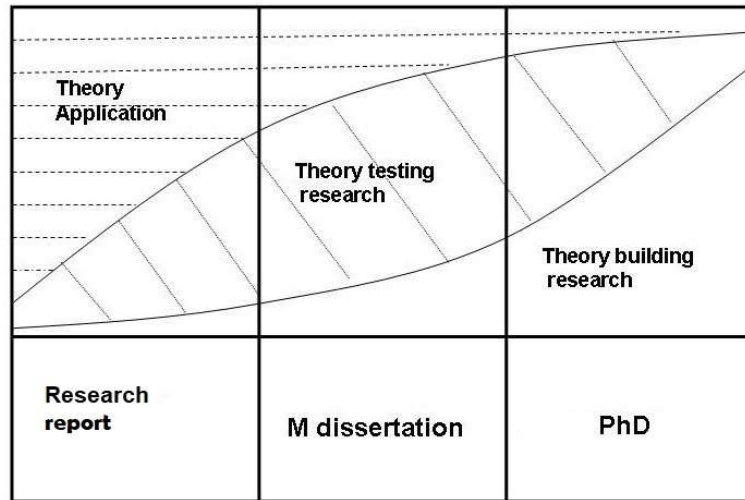 Theory
Application
Theory testing
research
Theory building
research
Research
report
M dissertation
PhD